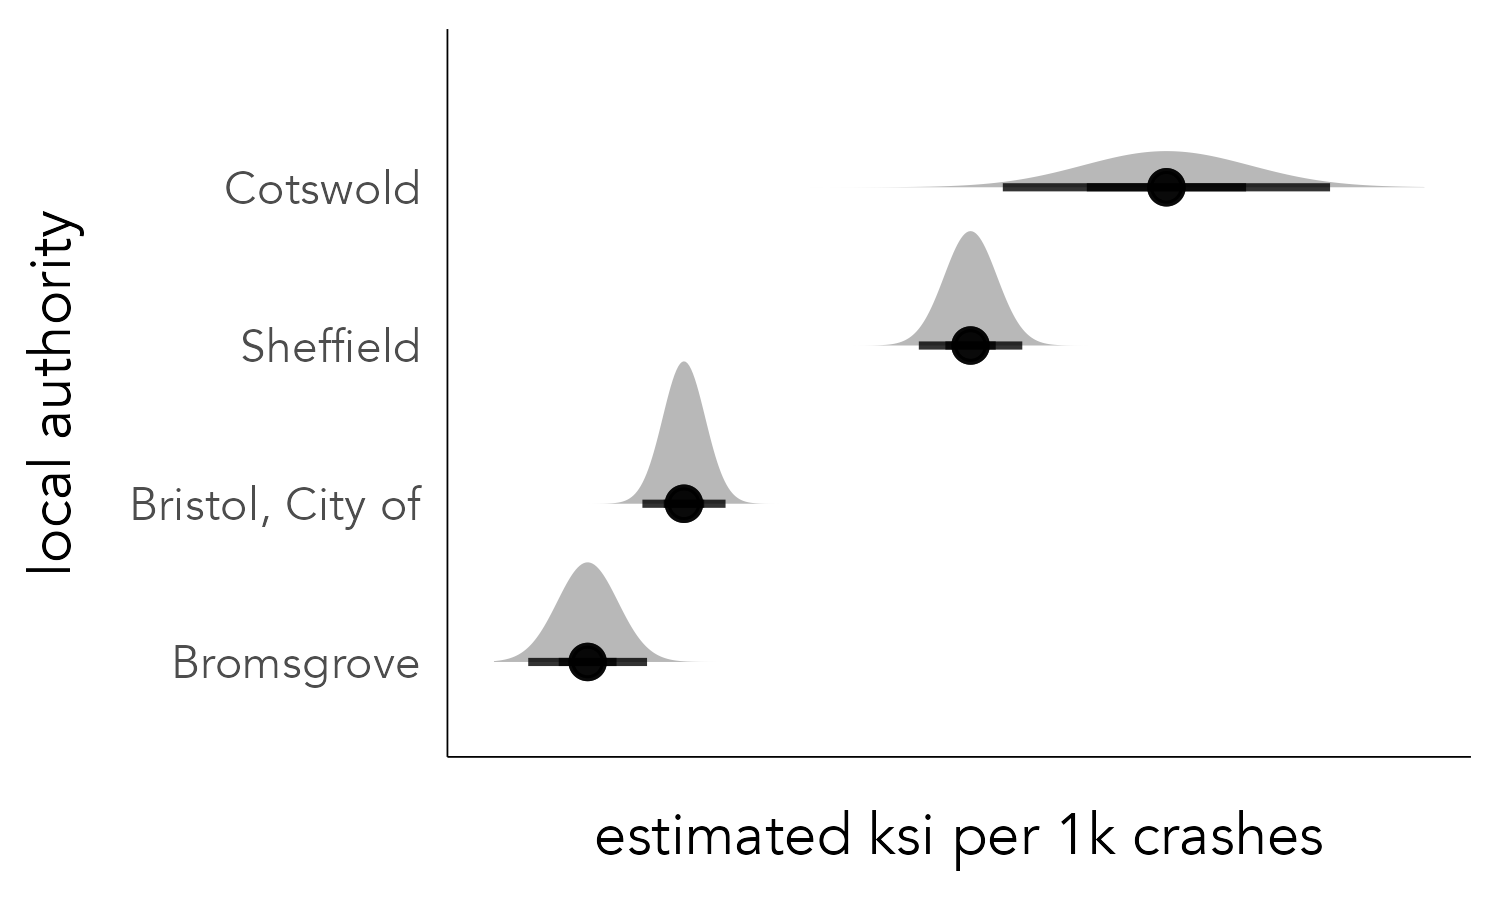 local authority
Cotswold
Sheffield
Bristol, City of
Bromsgrove
estimated ksi per 1k crashes